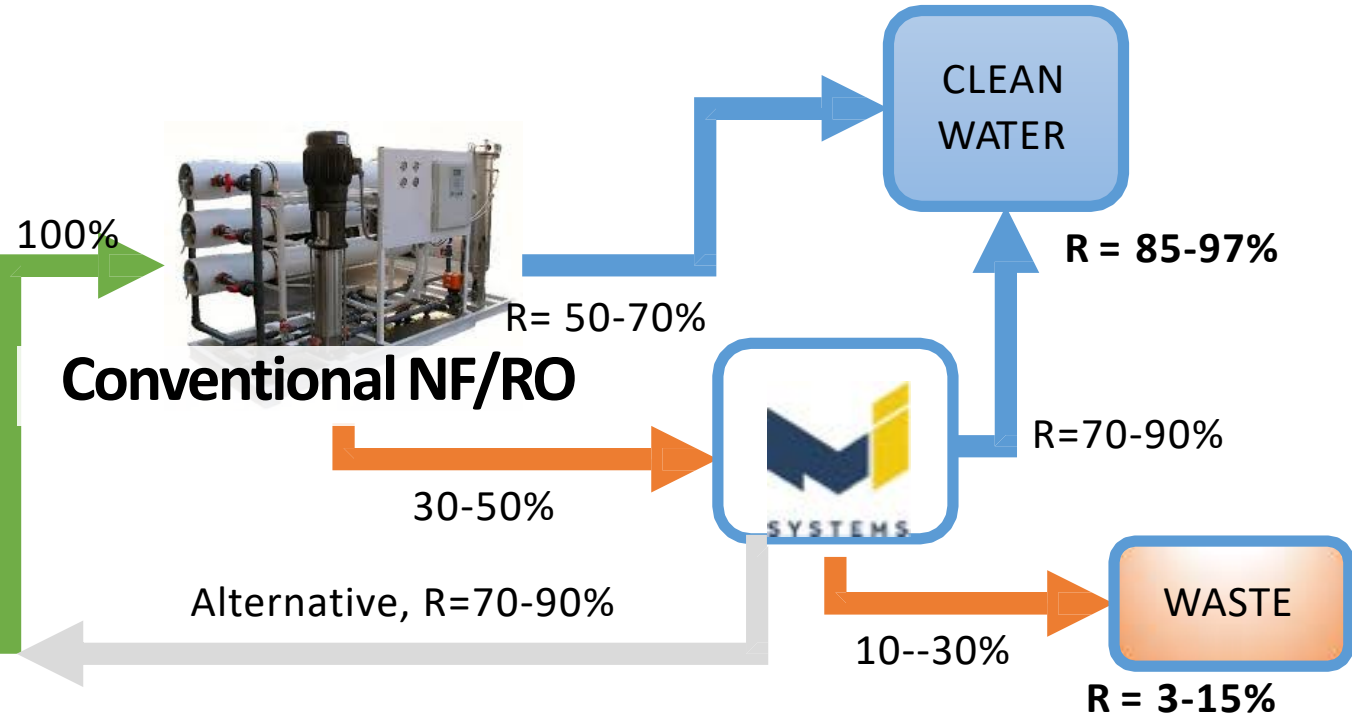 CLEAN
WATER
100%
R = 85-97%
R= 50-70%
Conventional NF/RO
R=70-90%
30-50%
SYSTEMS
Alternative, R=70-90%
WASTE
10--30%
R = 3-15%